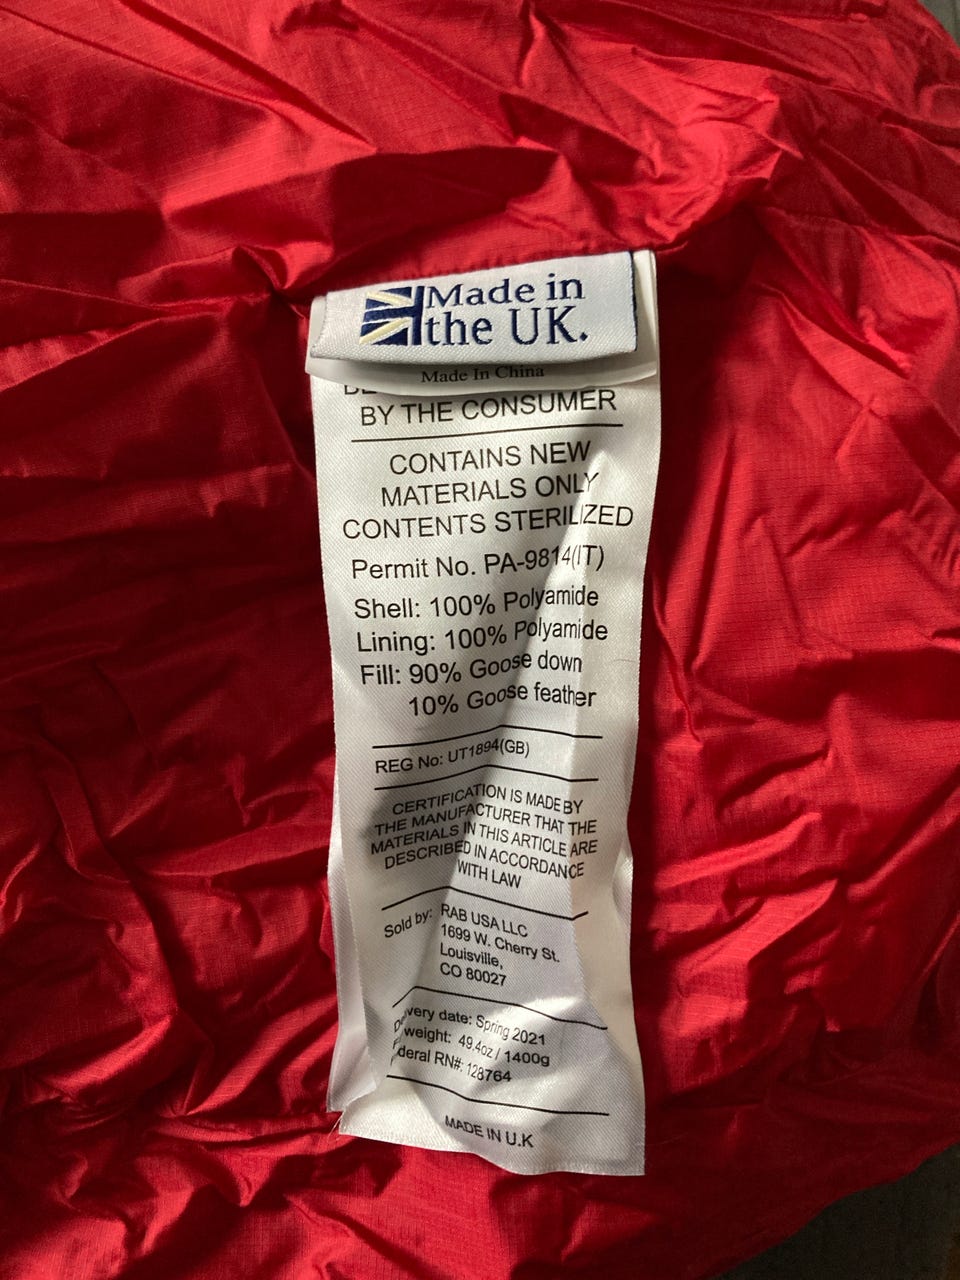 Made in
the UK.
Made In China
BY THE CONSUMER
CONTAINS NEW
MATERIALS ONLY
CONTENTS STERILIZED
Permit No. PA-9814(IT)
Shell: 100% Polyamide
Lining: 100% Polyamide
Fill: 90% Goose down
10% Goose feather
REG No: UT1894(GB)
CERTIFICATION IS MADE BY
THE MANUFACTURER THAT THE
MATERIALS IN THIS ARTICLE ARE
DESCRIBED IN ACCORDANCE
WITH LAW
Sold by: RAB USA LLC
1699 W. Cherry St.
Louisville,
CO 80027
date: Spring 2021
weight: 49.4oz / 1400g
RN#: 128764
MADE IN U.K